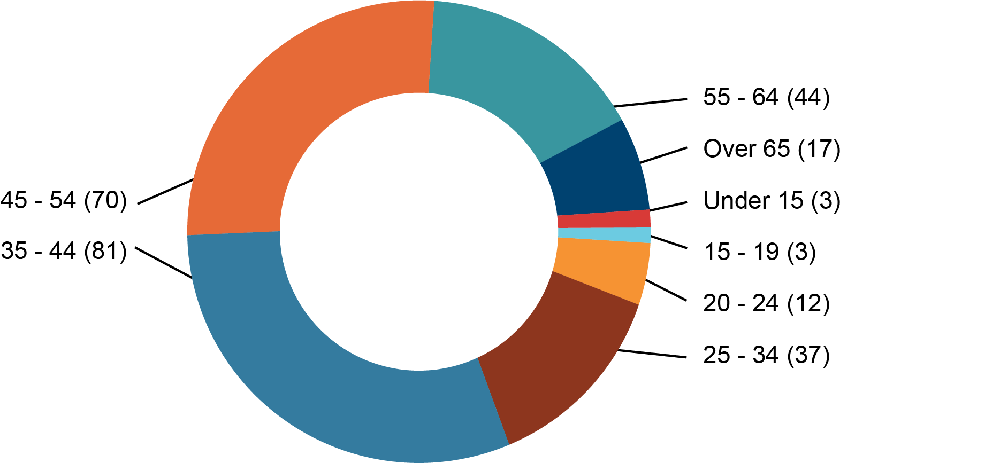 55 - 64 (44)
Over 65 (17)
Under 15 (3)
15 - 19 (3)
20 - 24 (12)
25 - 34 (37)
35 - 44 (81)
45 - 54 (70)